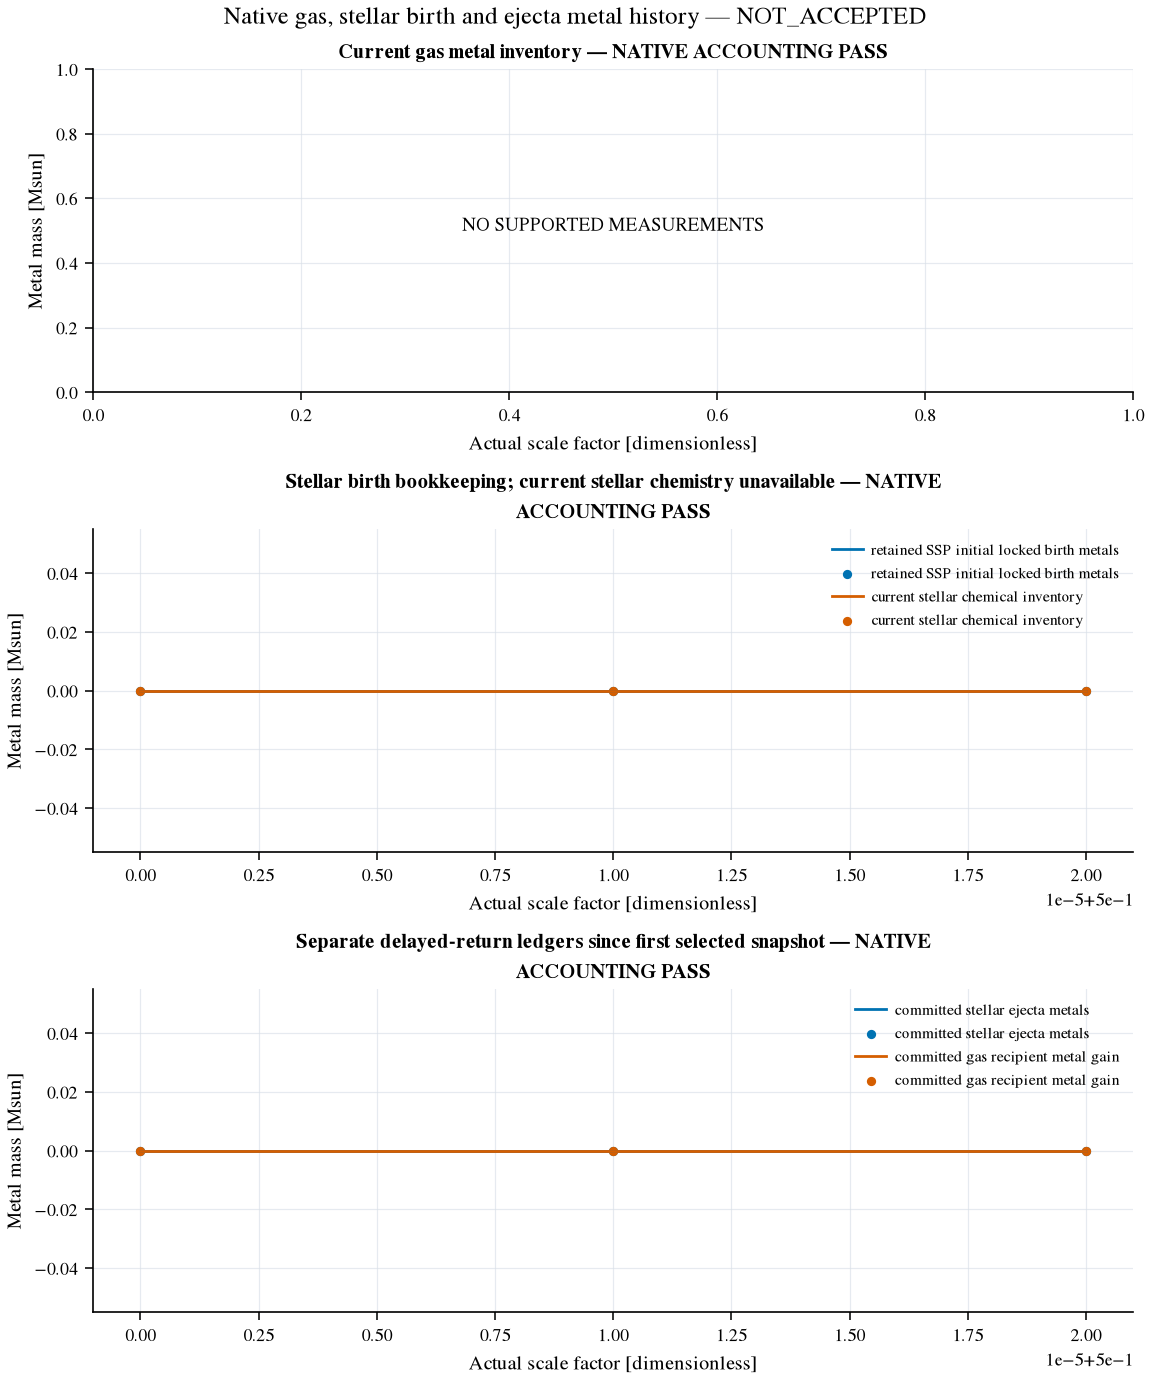 Native gas, stellar birth and ejecta metal history — NOT_ACCEPTED
Current gas metal inventory — NATIVE ACCOUNTING PASS
1.0
0.8
0.6
0.4
0.2
0.0
Metal mass [Msun]
NO SUPPORTED MEASUREMENTS
0.0 0.2 0.4 0.6 0.8 1.0
Actual scale factor [dimensionless]
Stellar birth bookkeeping; current stellar chemistry unavailable — NATIVE
ACCOUNTING PASS
retained SSP initial locked birth metals
retained SSP initial locked birth metals
current stellar chemical inventory
current stellar chemical inventory
0.04
0.02
0.00
−0.02
−0.04
Metal mass [Msun]
0.00 0.25 0.50 0.75 1.00 1.25 1.50 1.75 2.00
1e−5+5e−1
Actual scale factor [dimensionless]
Separate delayed-return ledgers since first selected snapshot — NATIVE
ACCOUNTING PASS
committed stellar ejecta metals
committed stellar ejecta metals
committed gas recipient metal gain
committed gas recipient metal gain
0.04
0.02
0.00
−0.02
−0.04
Metal mass [Msun]
0.00 0.25 0.50 0.75 1.00 1.25 1.50 1.75 2.00
1e−5+5e−1
Actual scale factor [dimensionless]